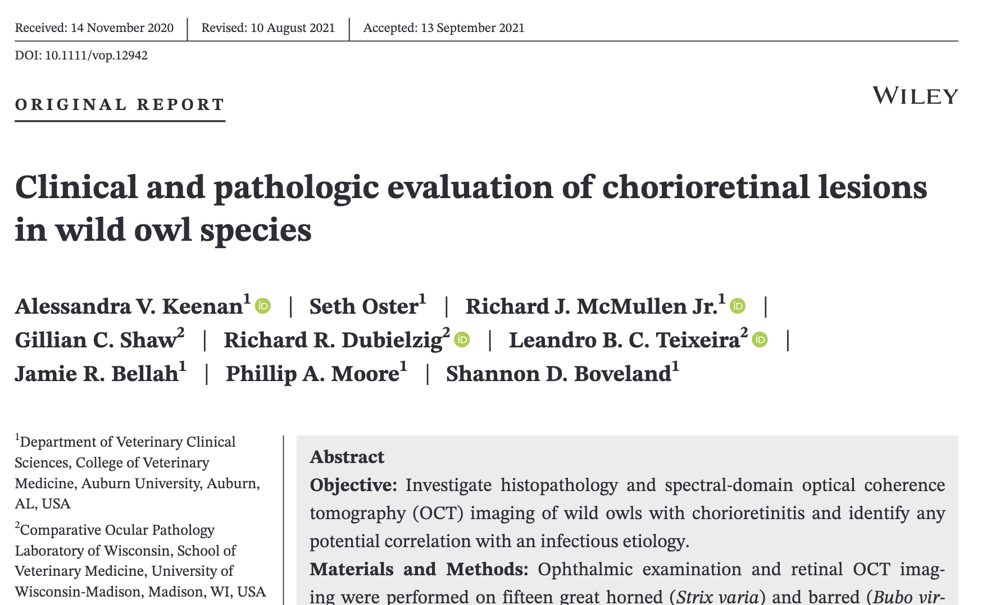 Received: 14 November 2020 | Revised: 10 August 2021 | Accepted: 13 September 2021
DOI: 10.1111/vop.12942
WILEY
ORIGINAL REPORT
Clinical and pathologic evaluation of chorioretinal lesions
in wild owl species
Alessandra V. Keenan1 iD | Seth Oster1 | Richard J. McMullen Jr.1 iD |
Gillian C. Shaw2 | Richard R. Dubielzig2 iD | Leandro B. C. Teixeira2 iD |
Jamie R. Bellah1 | Phillip A. Moore1 | Shannon D. Boveland1
1Department of Veterinary Clinical
Sciences, College of Veterinary
Medicine, Auburn University, Auburn,
AL, USA
2Comparative Ocular Pathology
Laboratory of Wisconsin, School of
Veterinary Medicine, University of
Wisconsin-Madison, Madison, WI, USA
Abstract
Objective: Investigate histopathology and spectral-domain optical coherence
tomography (OCT) imaging of wild owls with chorioretinitis and identify any
potential correlation with an infectious etiology.
Materials and Methods: Ophthalmic examination and retinal OCT imag-
ing were performed on fifteen great horned (Strix varia) and barred (Bubo vir-